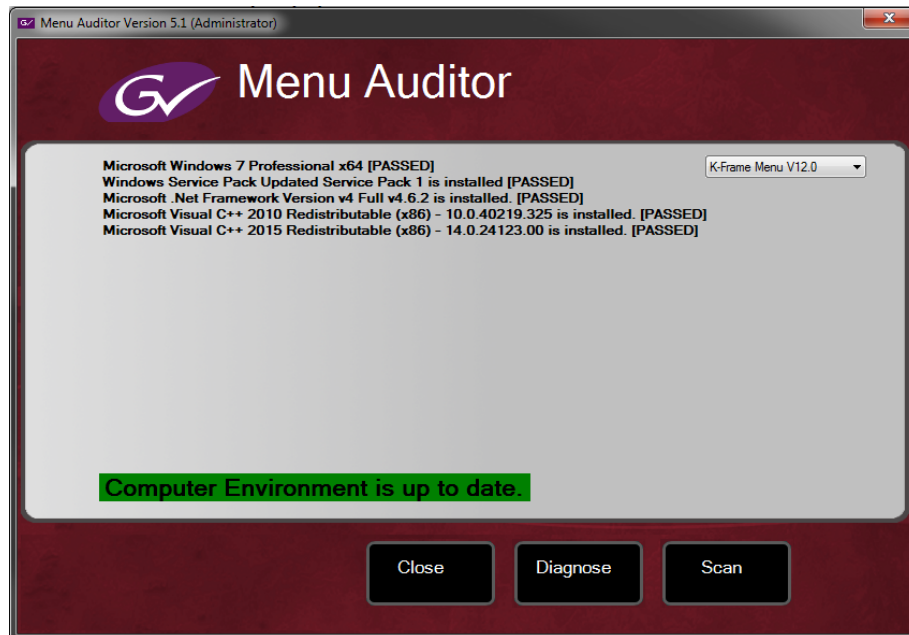 Menu Auditor Version 5.1 (Administrator)
GV Menu Auditor
Microsoft Windows 7 Professional x64 [PASSED]
K-Frame Menu V12.0
Windows Service Pack Updated Service Pack 1 is installed [PASSED]
Microsoft .Net Framework Version v4 Full v4.6.2 is installed. [PASSED]
Microsoft Visual C++ 2010 Redistributable (x86) - 10.0.40219.325 is installed. [PASSED]
Microsoft Visual C++ 2015 Redistributable (x86) - 14.0.24123.00 is installed. [PASSED]
Computer Environment is up to date.
Close Diagnose Scan